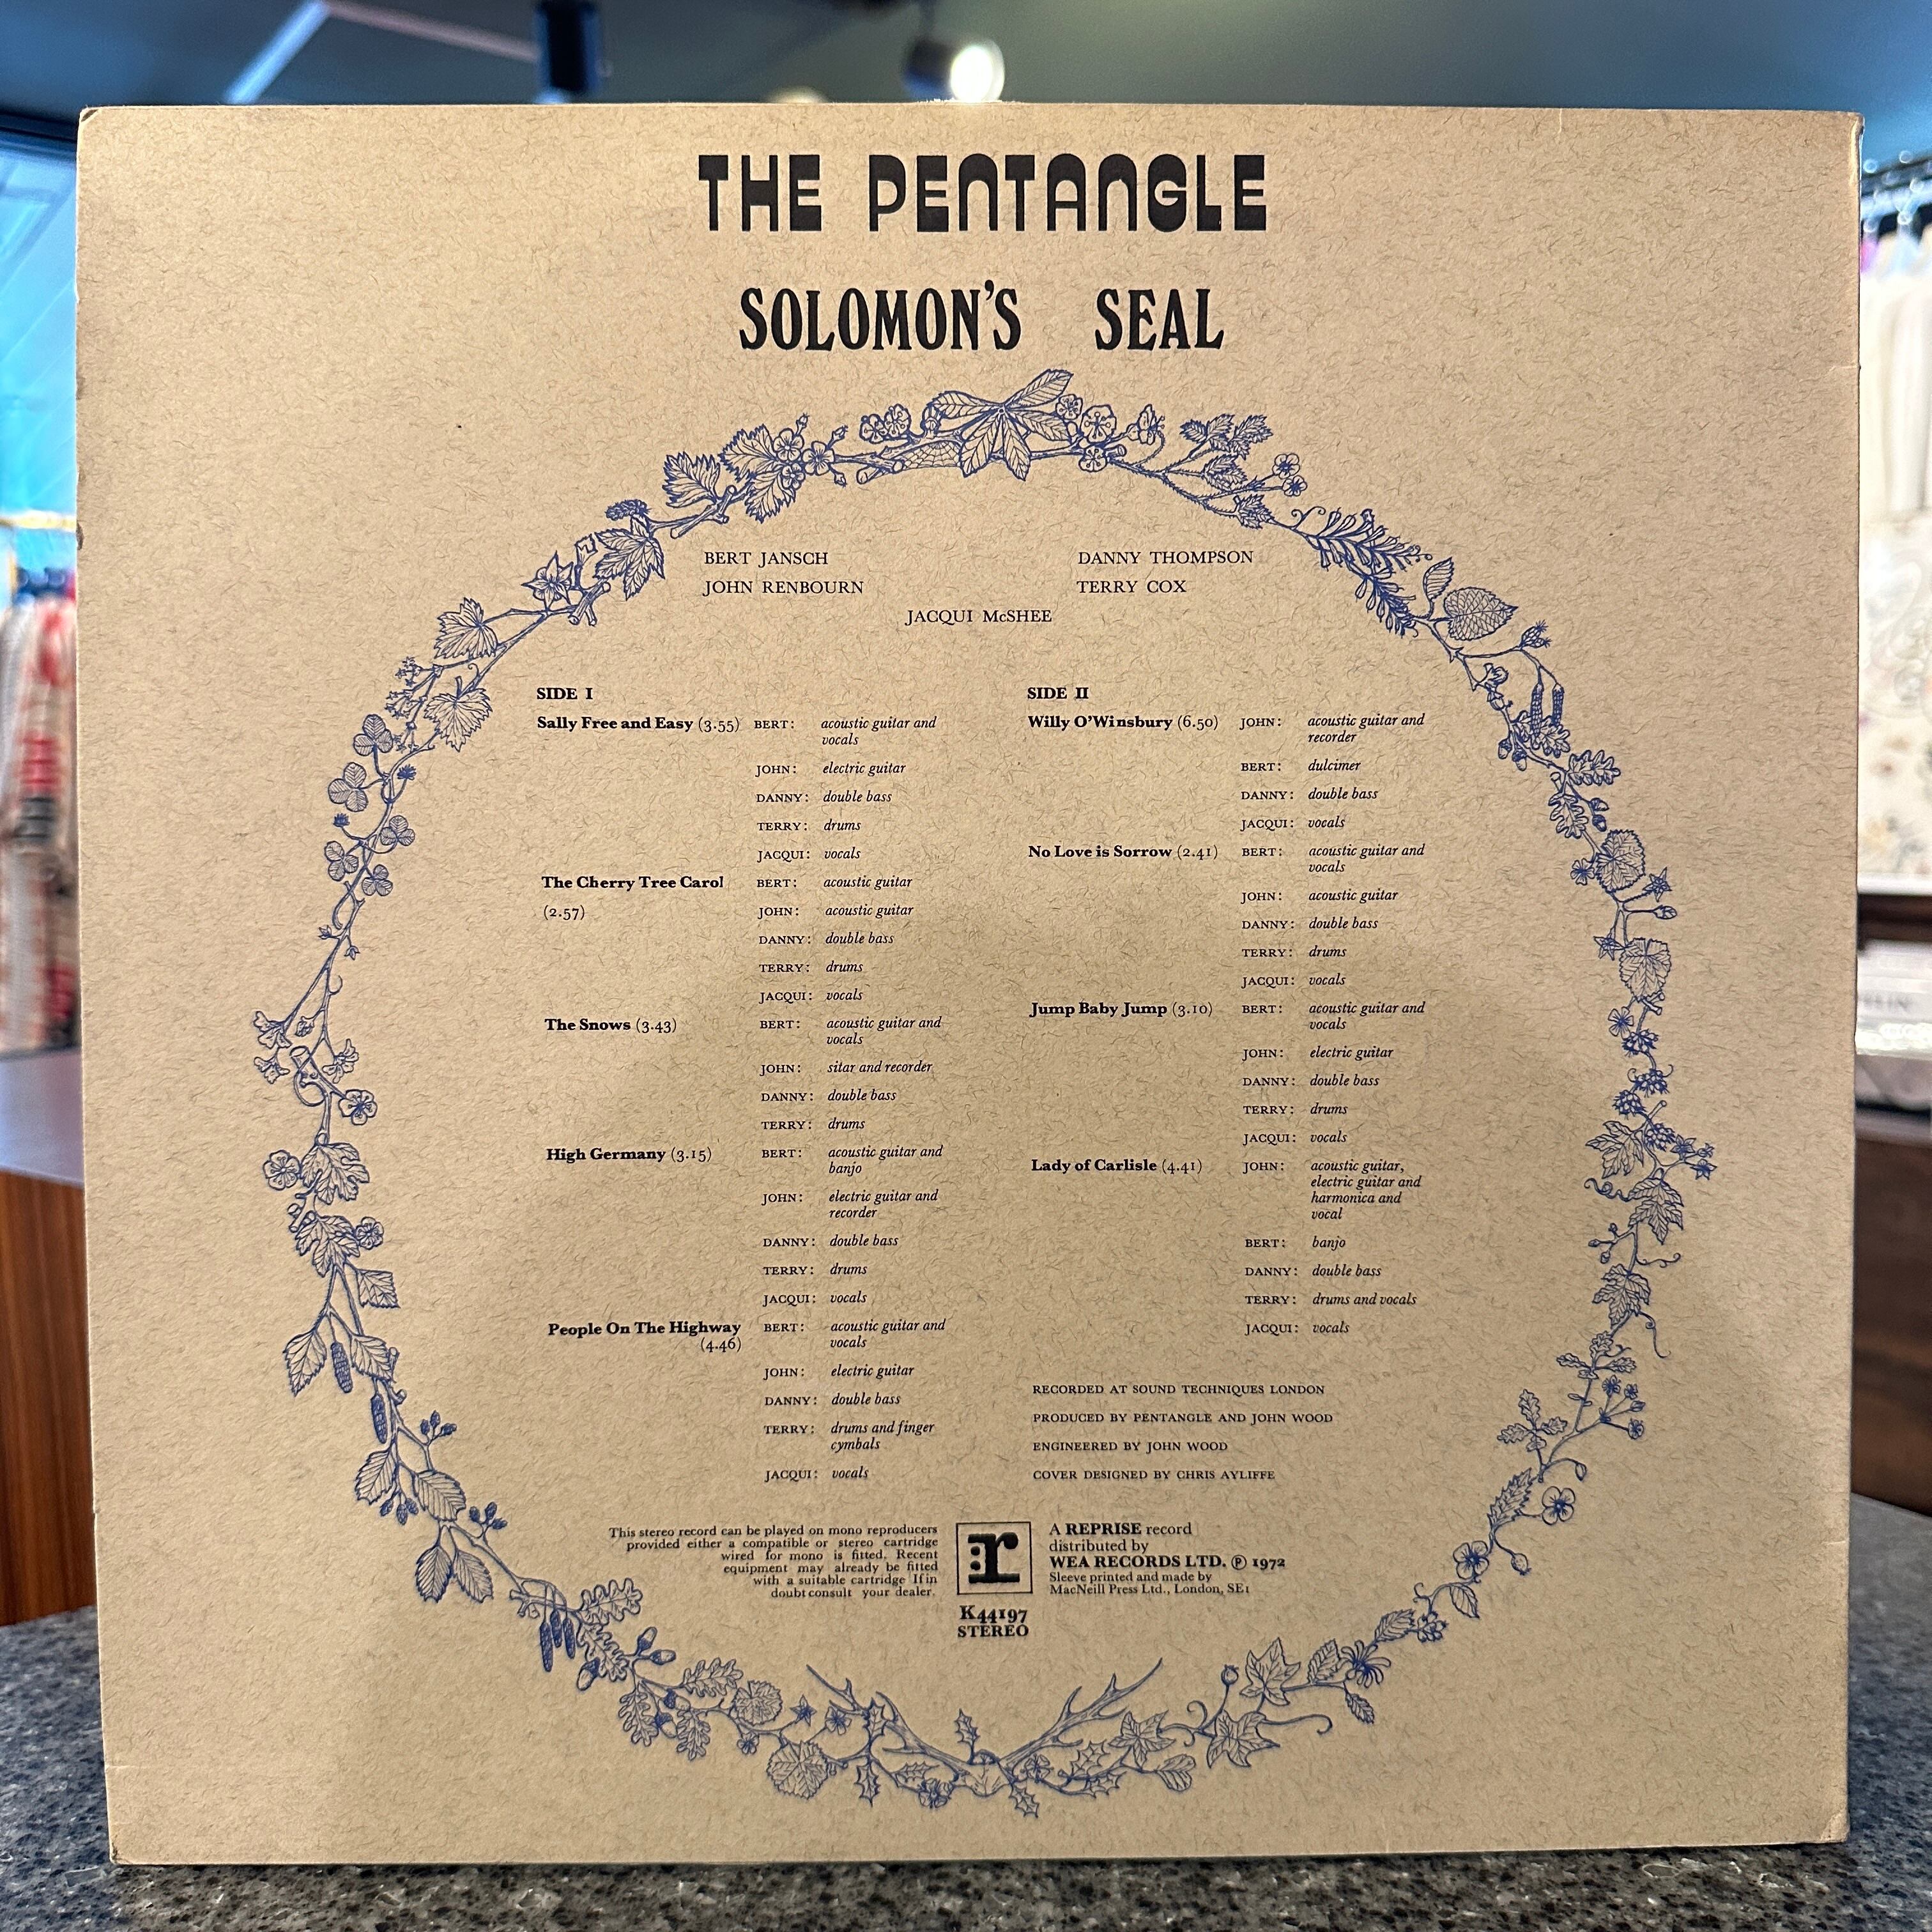 THE PENTANGLE
SOLOMON'S SEAL
BERT JANSCH
JOHN RENBOURN
DANNY THOMPSON
TERRY COX
JACQUI McSHEE
SIDE I
Sally Free and Easy (3.55) BERT: acoustic guitar and
vocals
JOHN: electric guitar
DANNY: double bass
TERRY: drums
JACQUI: vocals
The Cherry Tree Carol BERT: acoustic guitar
(2.57) JOHN: acoustic guitar
DANNY: double bass
TERRY: drums
JACQUI: vocals
The Snows (3.43) BERT: acoustic guitar and
vocals
JOHN: sitar and recorder
DANNY: double bass
TERRY: drums
High Germany (3.15) BERT: acoustic guitar and
banjo
JOHN: electric guitar and
recorder
DANNY: double bass
TERRY: drums
JACQUI: vocals
People On The Highway BERT: acoustic guitar and
(4.46) vocals
JOHN: electric guitar
DANNY: double bass
TERRY: drums and finger
cymbals
JACQUI: vocals
SIDE II
Willy O'Winsbury (6.50) JOHN: acoustic guitar and
recorder
BERT: dulcimer
DANNY: double bass
JACQUI: vocals
No Love is Sorrow (2.41) BERT: acoustic guitar and
vocals
JOHN: acoustic guitar
DANNY: double bass
TERRY: drums
JACQUI: vocals
Jump Baby Jump (3.10) BERT: acoustic guitar and
vocals
JOHN: electric guitar
DANNY: double bass
TERRY: drums
JACQUI: vocals
Lady of Carlisle (4.41) JOHN: acoustic guitar,
electric guitar and
harmonica and
vocal
BERT: banjo
DANNY: double bass
TERRY: drums and vocals
JACQUI: vocals
RECORDED AT SOUND TECHNIQUES LONDON
PRODUCED BY PENTANGLE AND JOHN WOOD
ENGINEERED BY JOHN WOOD
COVER DESIGNED BY CHRIS AYLIFFE
This stereo record can be played on mono reproducers
provided either a compatible or stereo cartridge
wired for mono is fitted. Recent
equipment may already be fitted
with a suitable cartridge If in
doubt consult your dealer.
r
K44197
STEREO
A REPRISE record
distributed by
WEA RECORDS LTD. ℗ 1972
Sleeve printed and made by
MacNeill Press Ltd., London, SE1